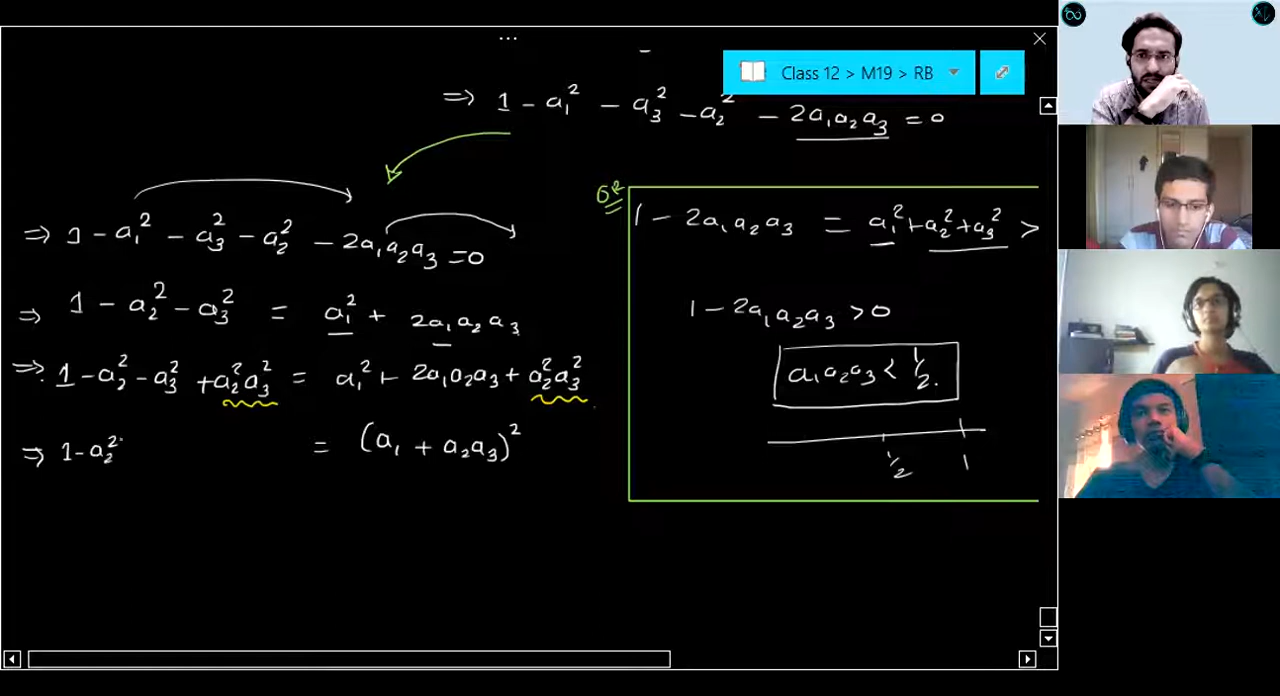 ...
Class 12 > M19 > RB
⇒ 1 - a₁² - a₃² - a₂² - 2a₁a₂a₃ = 0
⇒ 1 - a₁² - a₃² - a₂² - 2a₁a₂a₃ = 0
⇒ 1 - a₂² - a₃² = a₁² + 2a₁a₂a₃
⇒ 1 - a₂² - a₃² + a₂²a₃² = a₁² + 2a₁a₂a₃ + a₂²a₃²
⇒ 1 - a₂² = (a₁ + a₂a₃)²
1 - 2a₁a₂a₃ = a₁² + a₂² + a₃² >
1 - 2a₁a₂a₃ > 0
a₁a₂a₃ < 1/2.
1/2 1